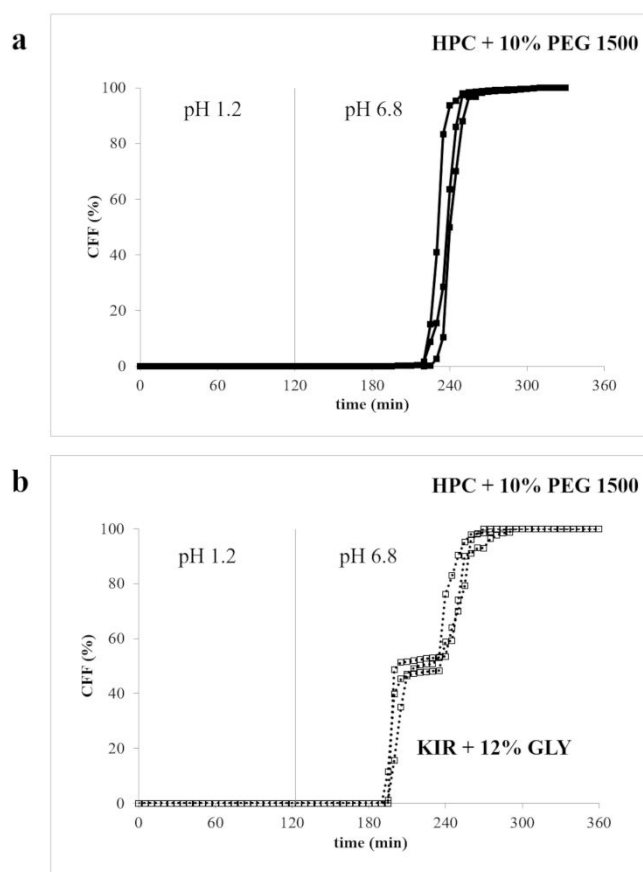 a
HPC + 10% PEG 1500
pH 1.2
pH 6.8
CFF (%)
100
80
60
40
20
0
0 60 120 180 240 300 360
time (min)
b
HPC + 10% PEG 1500
pH 1.2
pH 6.8
CFF (%)
100
80
60
40
20
0
KIR + 12% GLY
0 60 120 180 240 300 360
time (min)